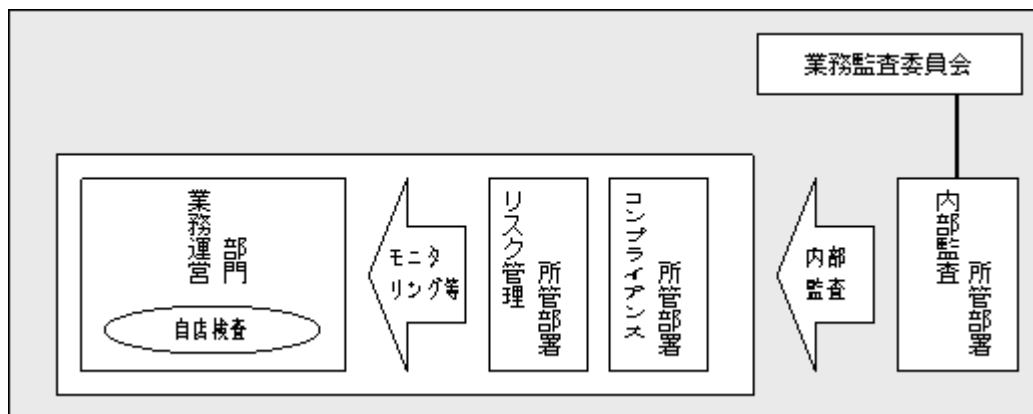 業務監査委員会
業務運営
部門
自店検査
モニタ
リング等
リスク管理
所管部署
コンプライアンス
所管部署
内部
監査
内部監査
所管部署